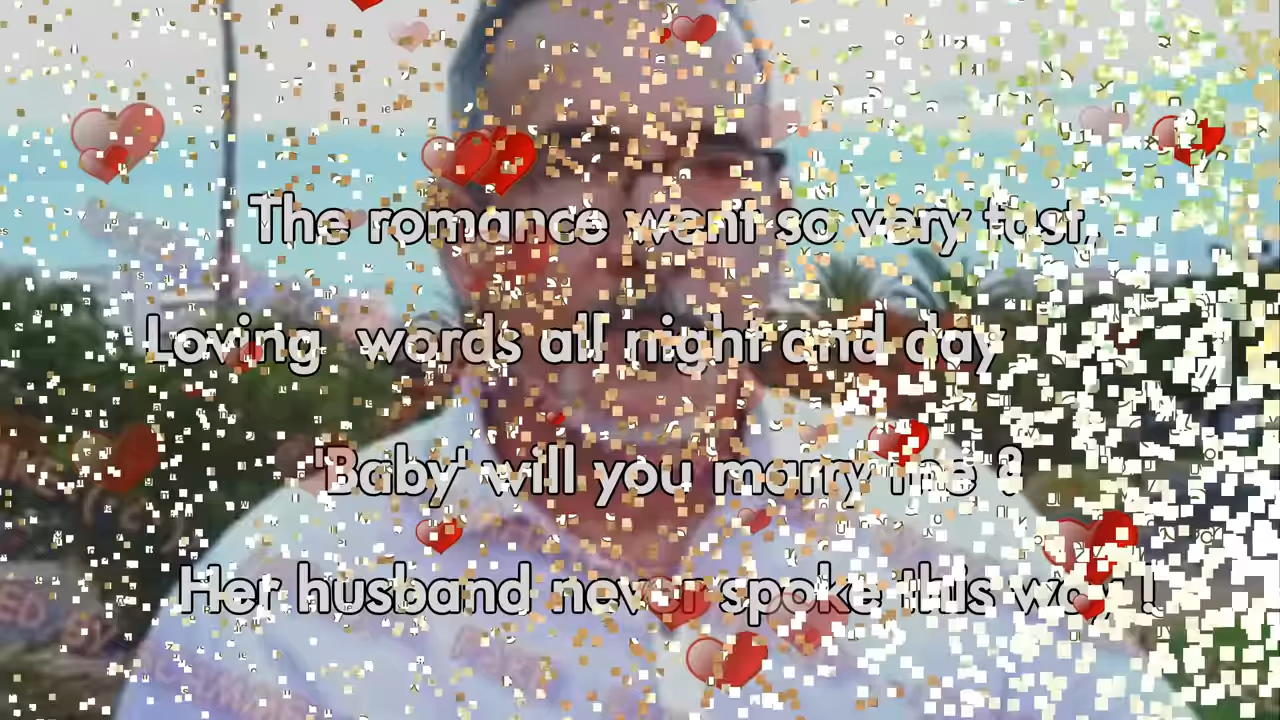 The romance went so very fast,
Loving words all night and day
'Baby' will you marry me ?
Her husband never spoke this way !